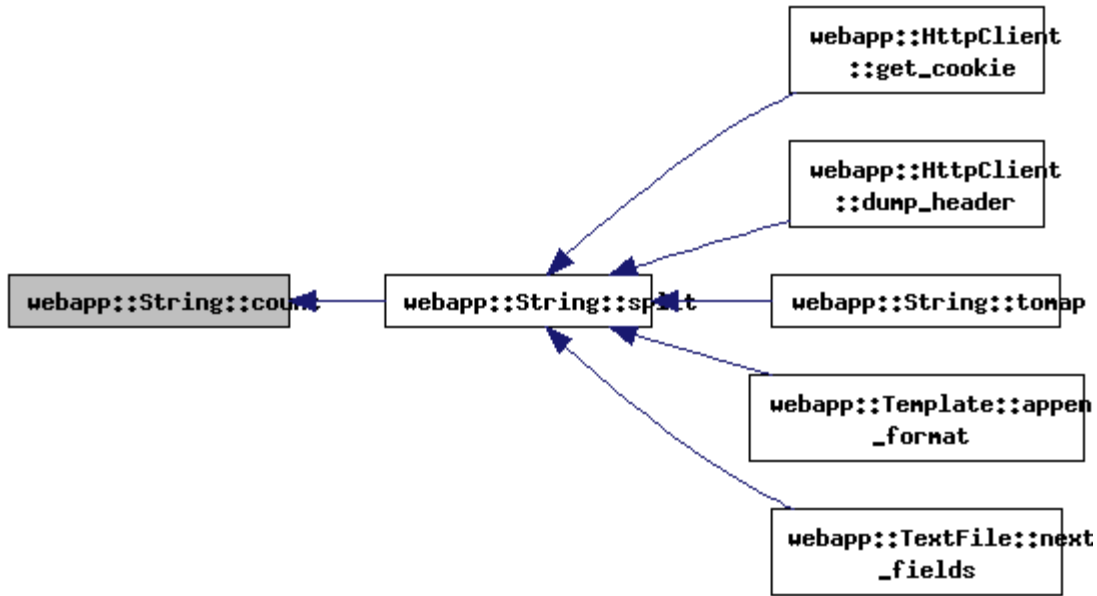 webapp::HttpClient
::get_cookie
webapp::HttpClient
::dump_header
webapp::String::count
webapp::String::split
webapp::String::tomap
webapp::Template::appen
_format
webapp::TextFile::next
_fields